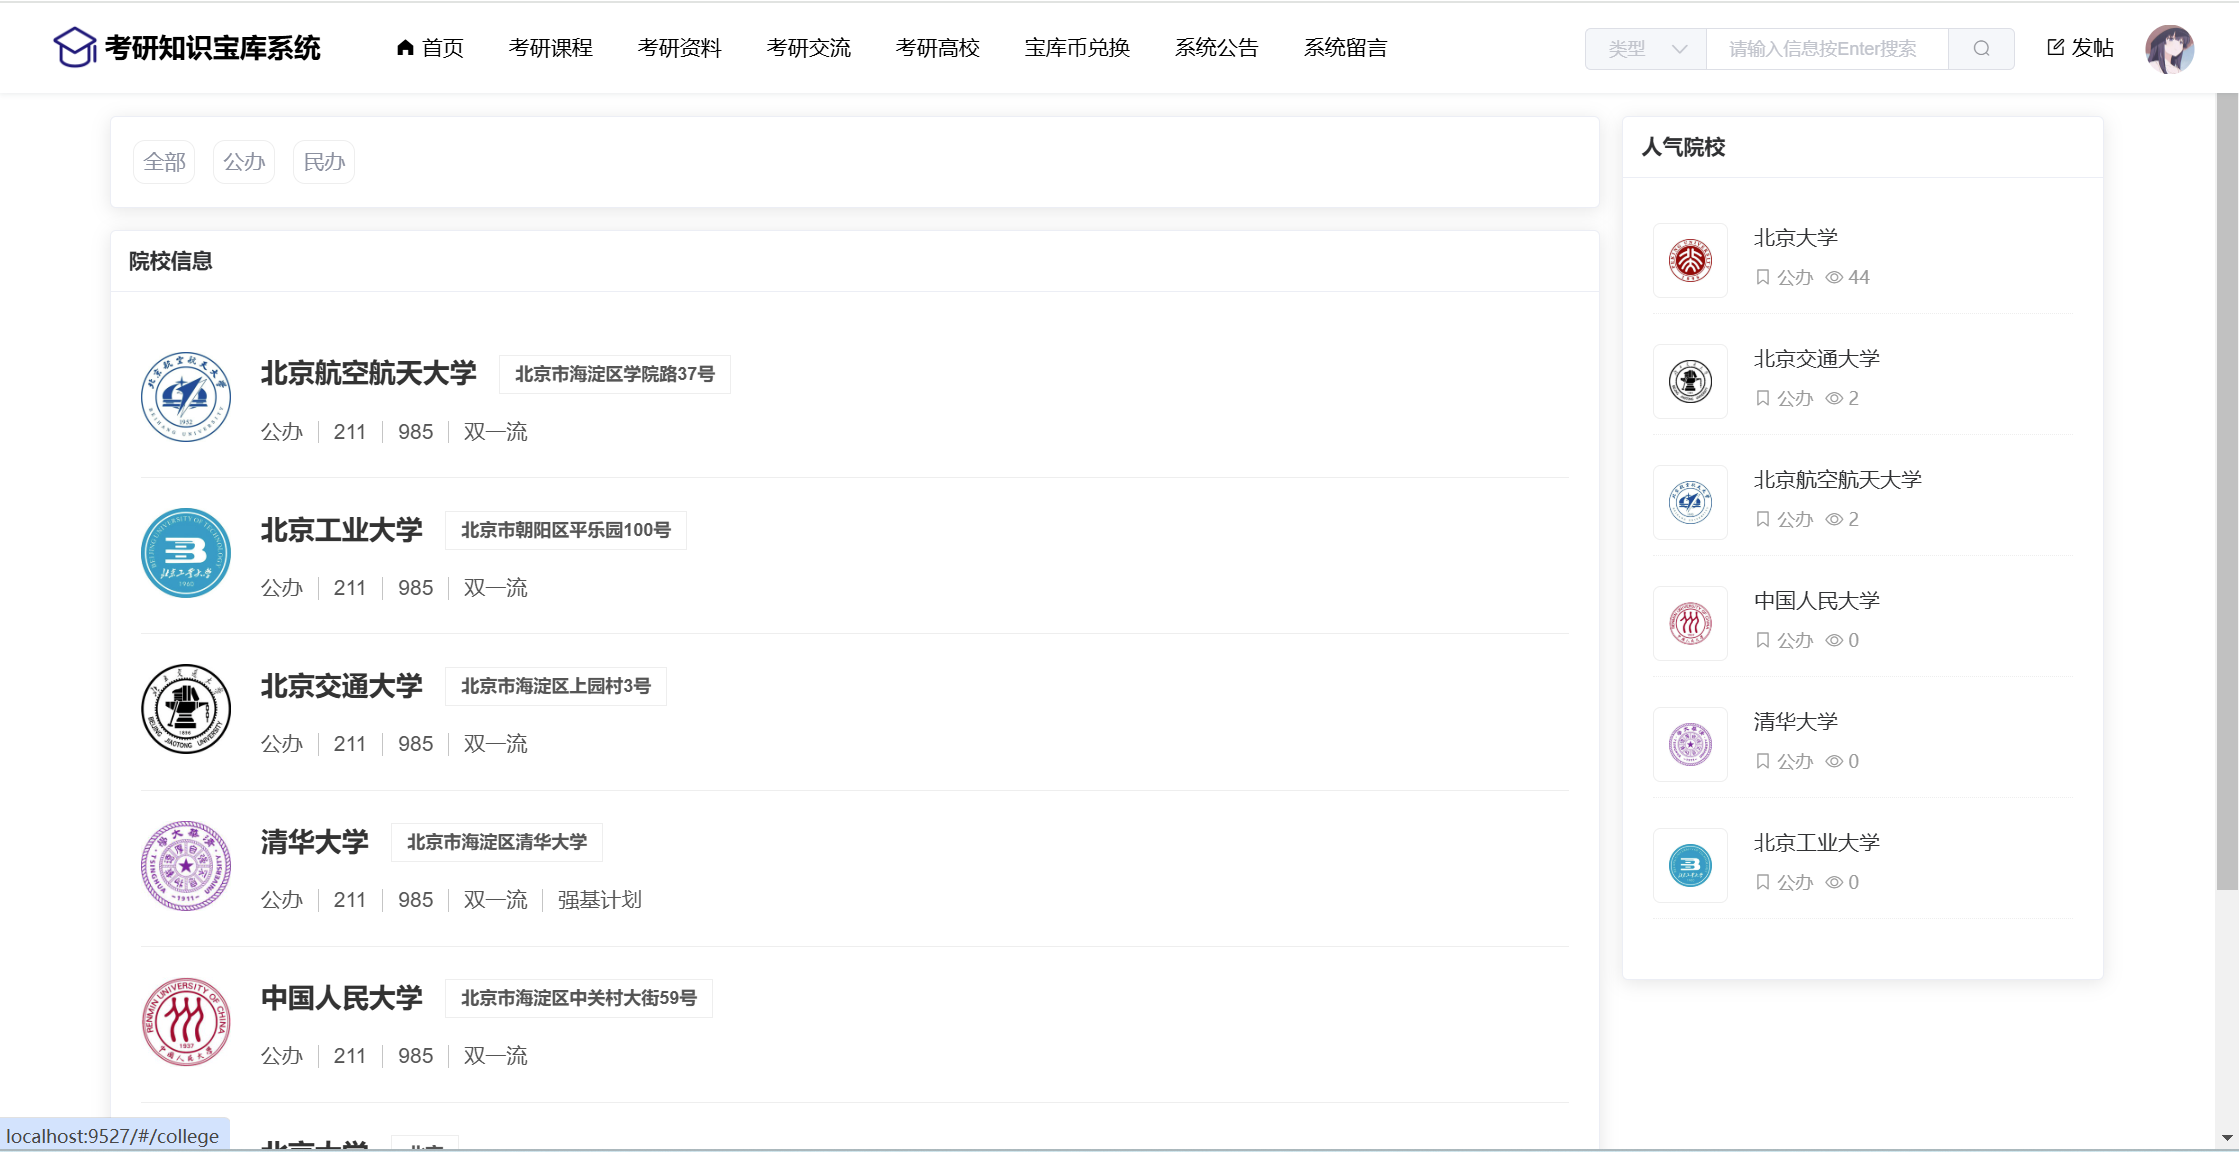 考研知识宝库系统 首页 考研课程 考研资料 考研交流 考研高校 宝库币兑换 系统公告 系统留言 类型 请输入信息按Enter搜索 发帖
全部 公办 民办
院校信息
北京航空航天大学 北京市海淀区学院路37号
公办 211 985 双一流
北京工业大学 北京市朝阳区平乐园100号
公办 211 985 双一流
北京交通大学 北京市海淀区上园村3号
公办 211 985 双一流
清华大学 北京市海淀区清华大学
公办 211 985 双一流 强基计划
中国人民大学 北京市海淀区中关村大街59号
公办 211 985 双一流
北京大学 北京
人气院校
北京大学
公办 44
北京交通大学
公办 2
北京航空航天大学
公办 2
中国人民大学
公办 0
清华大学
公办 0
北京工业大学
公办 0
localhost:9527/#/college